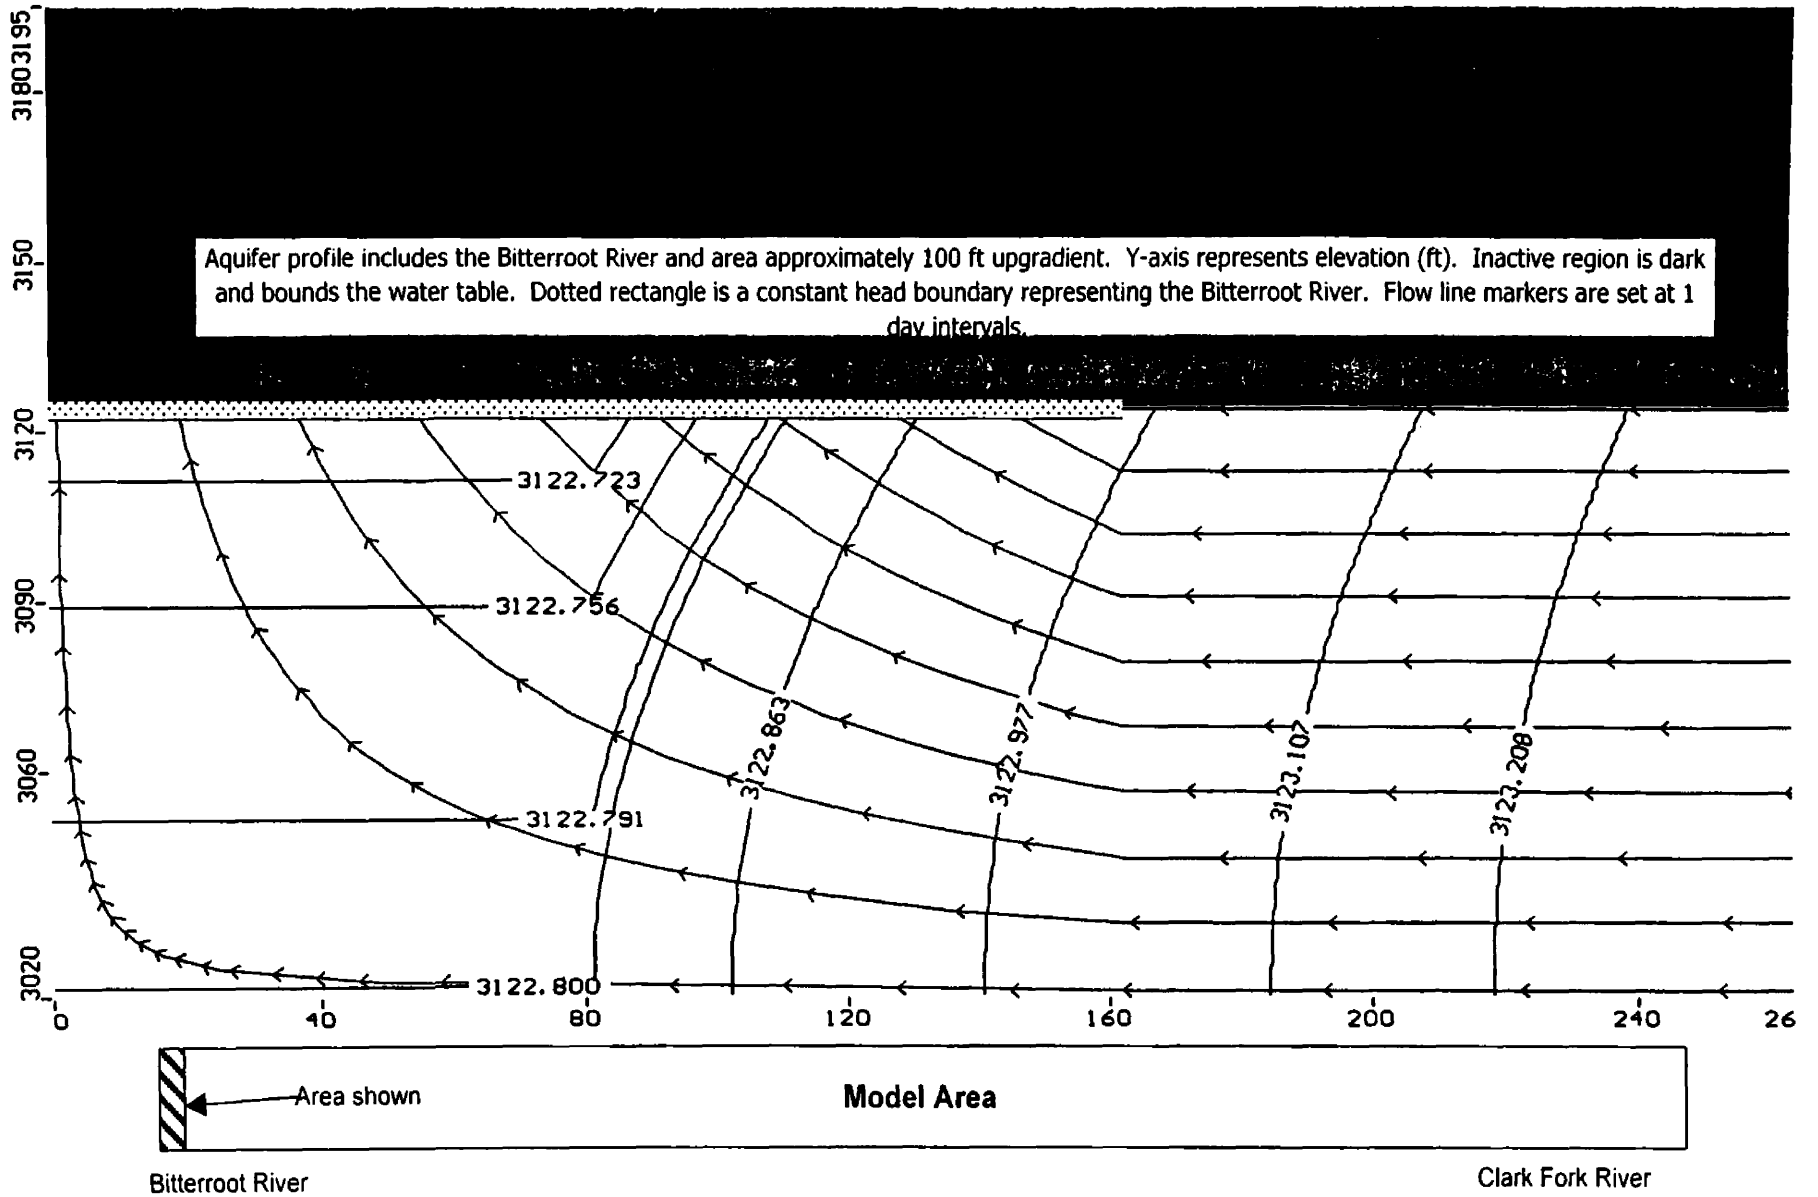 3195
3180
3150
Aquifer profile includes the Bitterroot River and area approximately 100 ft upgradient. Y-axis represents elevation (ft). Inactive region is dark
and bounds the water table. Dotted rectangle is a constant head boundary representing the Bitterroot River. Flow line markers are set at 1
day intervals.
3120
3122.723
3090
3122.756
3122.863
3122.977
3123.107
3123.208
3060
3122.791
3020
3122.800
0 40 80 120 160 200 240 26
Area shown
Model Area
Bitterroot River
Clark Fork River